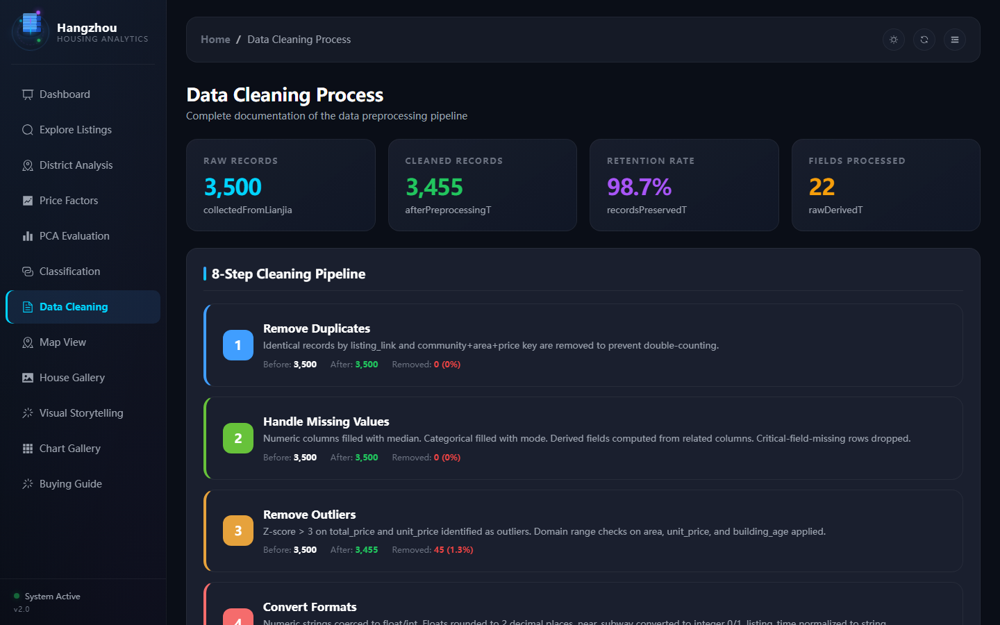 Hangzhou
HOUSING ANALYTICS
Dashboard
Explore Listings
District Analysis
Price Factors
PCA Evaluation
Classification
Data Cleaning
Map View
House Gallery
Visual Storytelling
Chart Gallery
Buying Guide
System Active
v2.0
Home / Data Cleaning Process
Data Cleaning Process
Complete documentation of the data preprocessing pipeline
RAW RECORDS
3,500
collectedFromLianjia
CLEANED RECORDS
3,455
afterPreprocessingT
RETENTION RATE
98.7%
recordsPreservedT
FIELDS PROCESSED
22
rawDerivedT
8-Step Cleaning Pipeline
1
Remove Duplicates
Identical records by listing_link and community+area+price key are removed to prevent double-counting.
Before: 3,500 After: 3,500 Removed: 0 (0%)
2
Handle Missing Values
Numeric columns filled with median. Categorical filled with mode. Derived fields computed from related columns. Critical-field-missing rows dropped.
Before: 3,500 After: 3,500 Removed: 0 (0%)
3
Remove Outliers
Z-score > 3 on total_price and unit_price identified as outliers. Domain range checks on area, unit_price, and building_age applied.
Before: 3,500 After: 3,455 Removed: 45 (1.3%)
4
Convert Formats
Numeric strings coerced to float/int. Floats rounded to 2 decimal places. near_subway converted to integer 0/1. listing_time normalized to string.